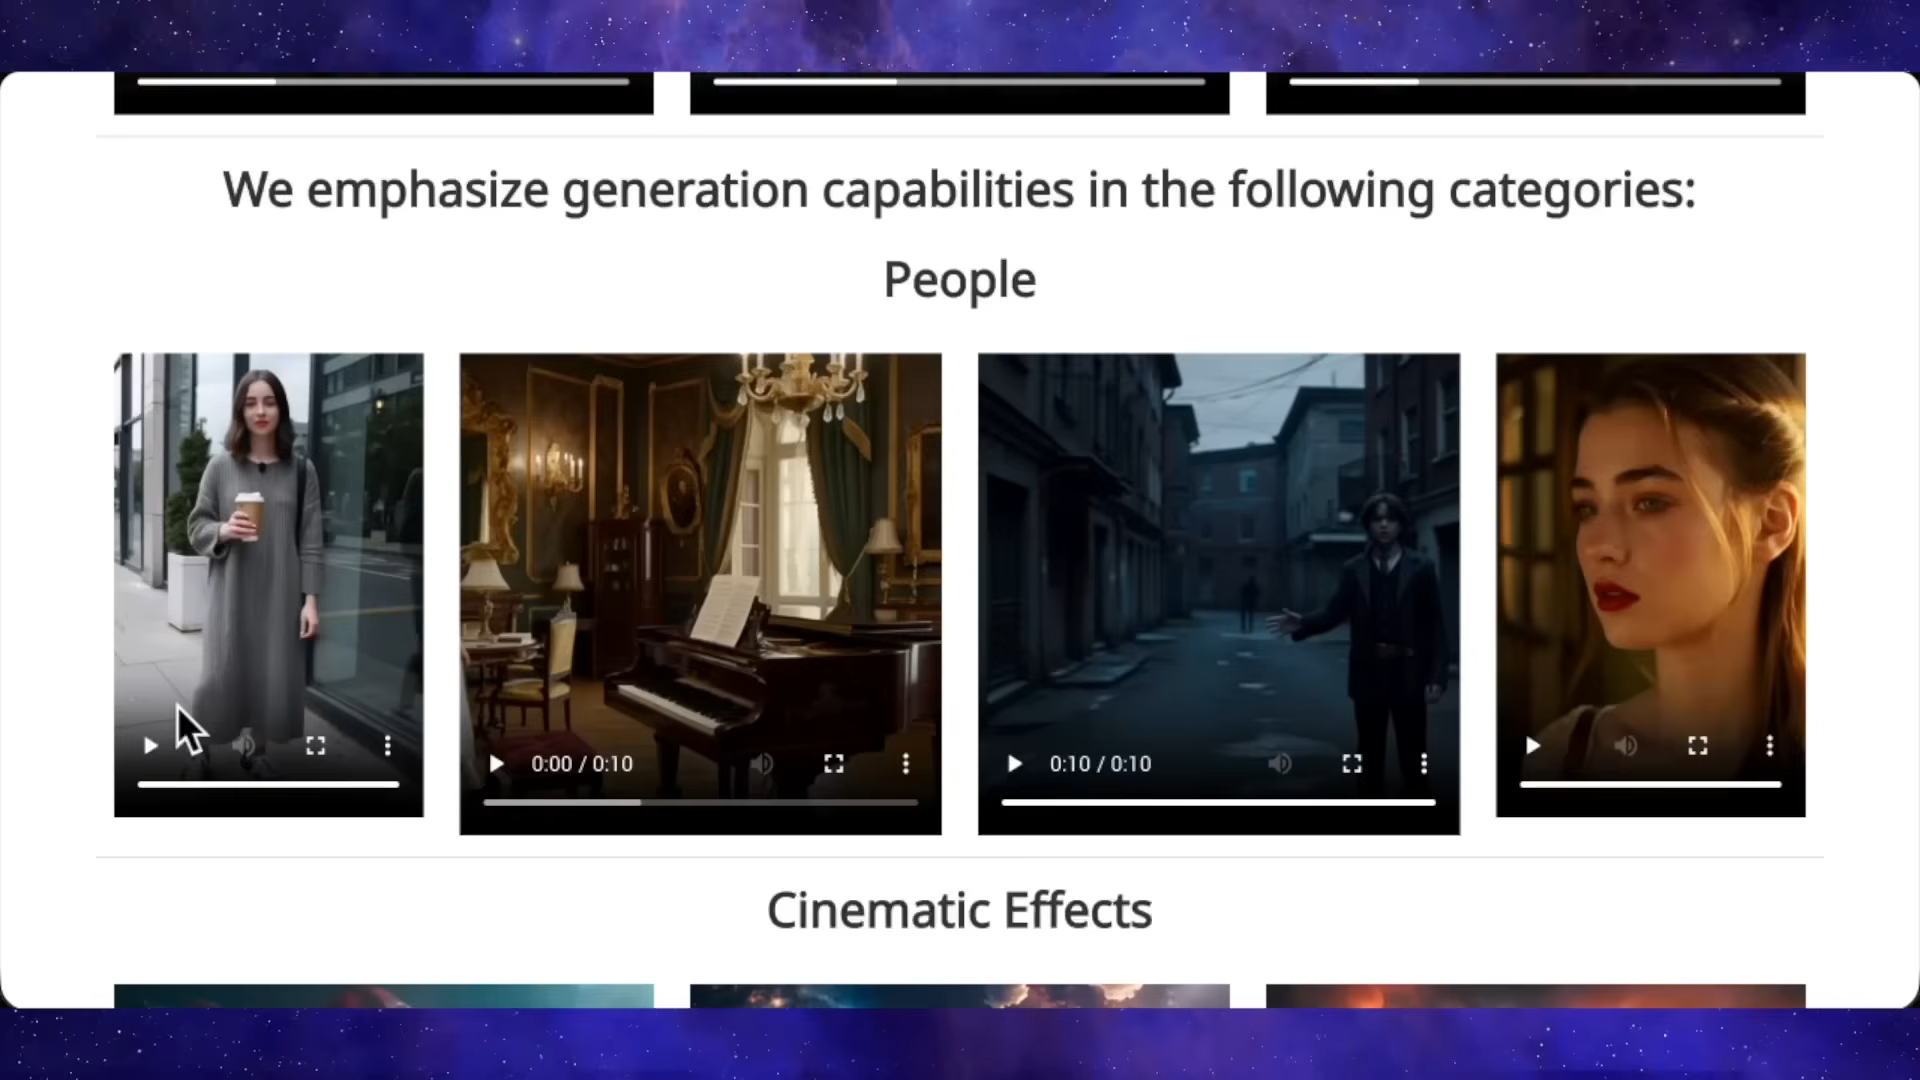 We emphasize generation capabilities in the following categories:
People
0:00 / 0:10
0:10 / 0:10
Cinematic Effects